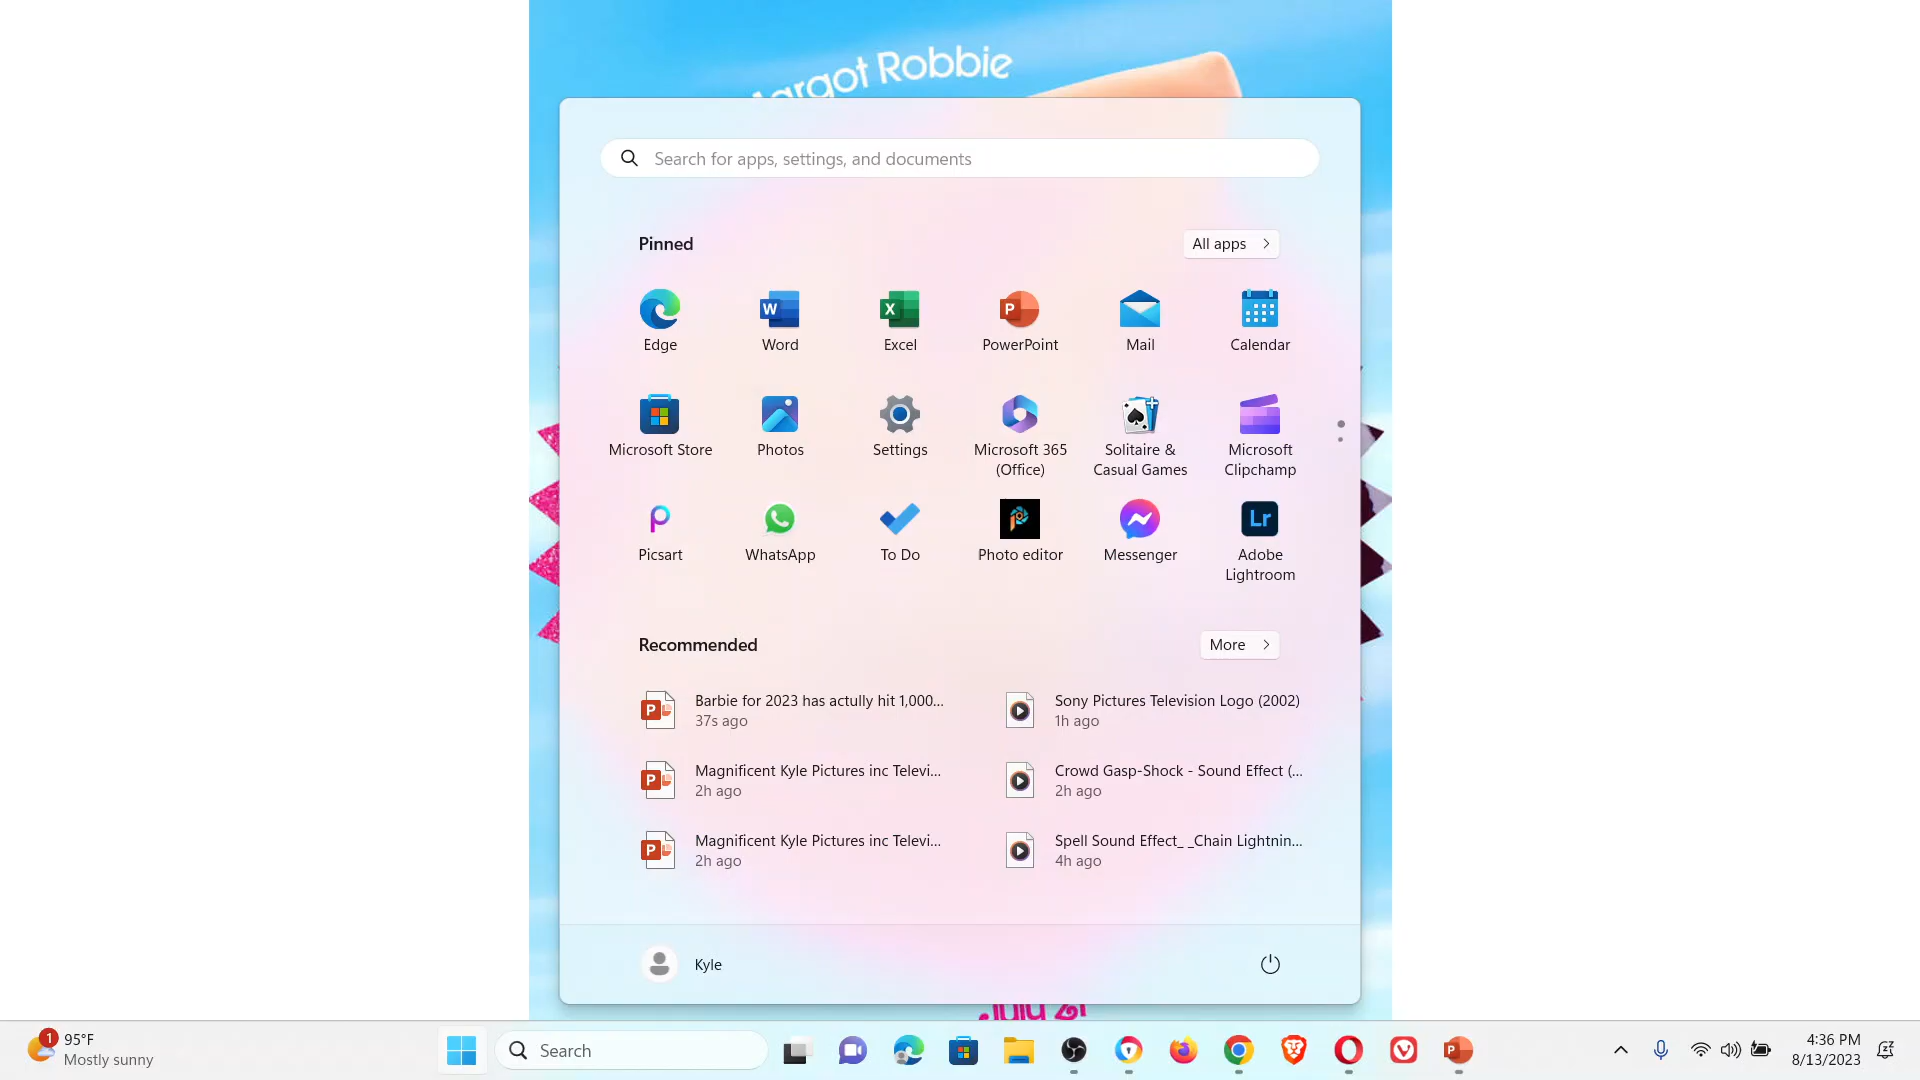 Robbie
Search for apps, settings, and documents
Pinned
All apps
Edge
Word
Excel
PowerPoint
Mail
Calendar
Microsoft Store
Photos
Settings
Microsoft 365
(Office)
Solitaire &
Casual Games
Microsoft
Clipchamp
Picsart
WhatsApp
To Do
Photo editor
Messenger
Lr
Adobe
Lightroom
Recommended
More
Barbie for 2023 has actully hit 1,000...
37s ago
Sony Pictures Television Logo (2002)
1h ago
Magnificent Kyle Pictures inc Televi...
2h ago
Crowd Gasp-Shock - Sound Effect (...
2h ago
Magnificent Kyle Pictures inc Televi...
2h ago
Spell Sound Effect_ _Chain Lightnin...
4h ago
Kyle
1
95°F
Mostly sunny
Search
4:36 PM
8/13/2023